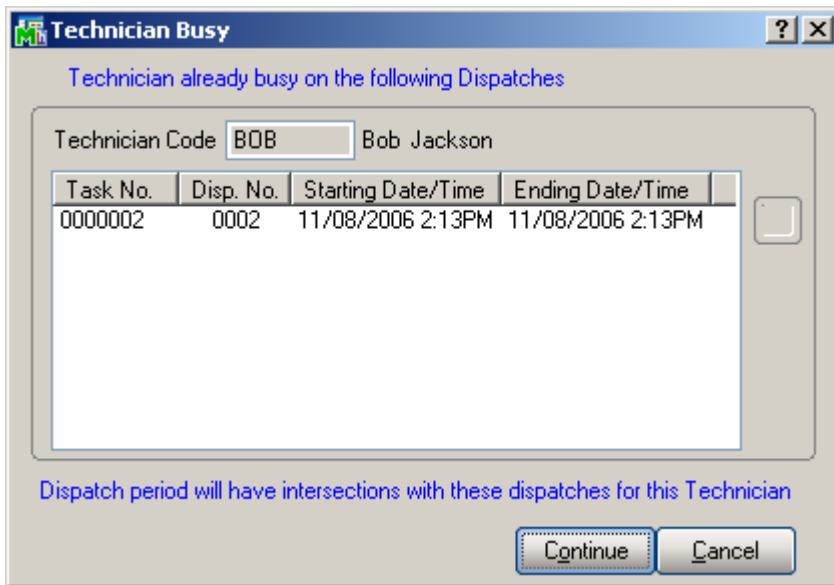 Technician Busy
Technician already busy on the following Dispatches
Technician Code BOB Bob Jackson
Task No. Disp. No. Starting Date/Time Ending Date/Time
0000002 0002 11/08/2006 2:13PM 11/08/2006 2:13PM
Dispatch period will have intersections with these dispatches for this Technician
Continue Cancel